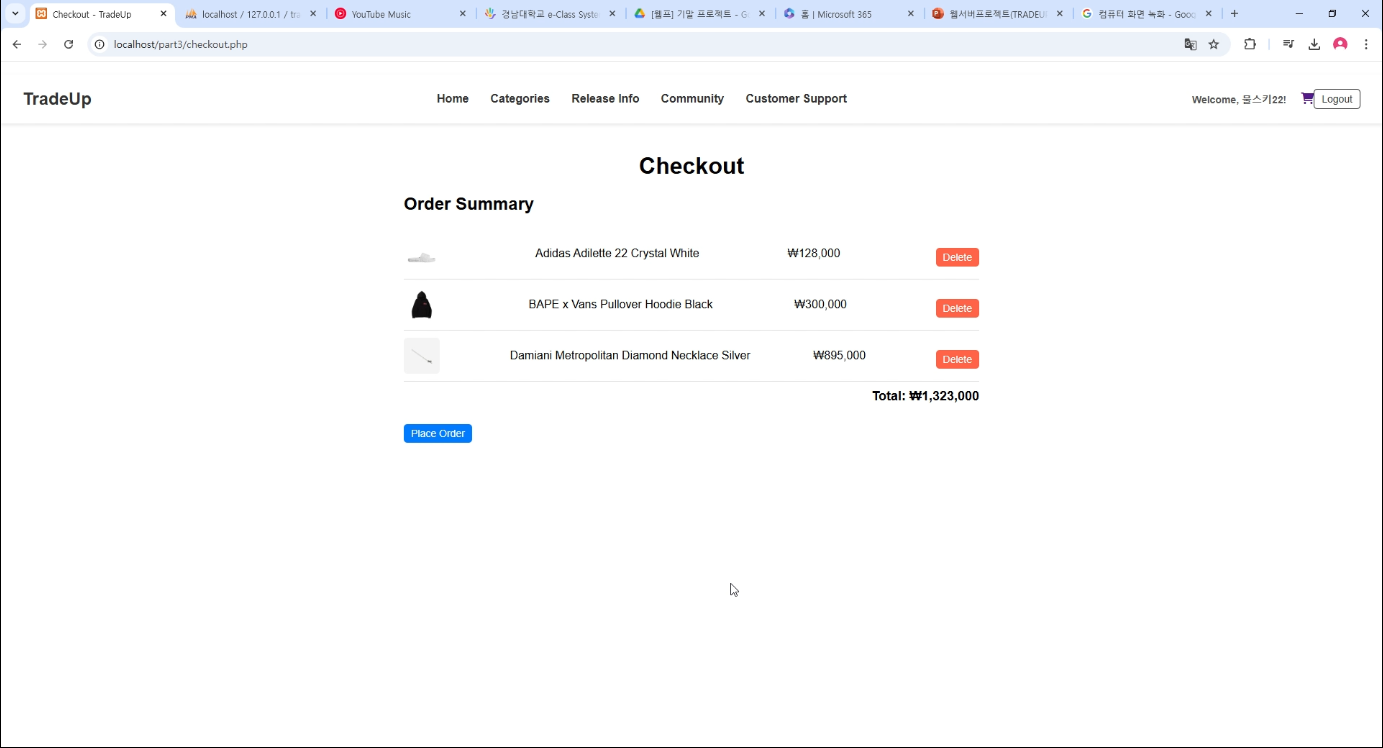 Checkout - TradeUp
localhost / 127.0.0.1 / tra
YouTube Music
경남대학교 e-Class Syste
[웹프] 기말 프로젝트 - G
홈 | Microsoft 365
웹서버프로젝트(TRADEU
컴퓨터 화면 녹화 - Goo
localhost/part3/checkout.php
TradeUp
Home
Categories
Release Info
Community
Customer Support
Welcome, 물스키22!
Logout
Checkout
Order Summary
Adidas Adilette 22 Crystal White
₩128,000
Delete
BAPE x Vans Pullover Hoodie Black
₩300,000
Delete
Damiani Metropolitan Diamond Necklace Silver
₩895,000
Delete
Total: ₩1,323,000
Place Order